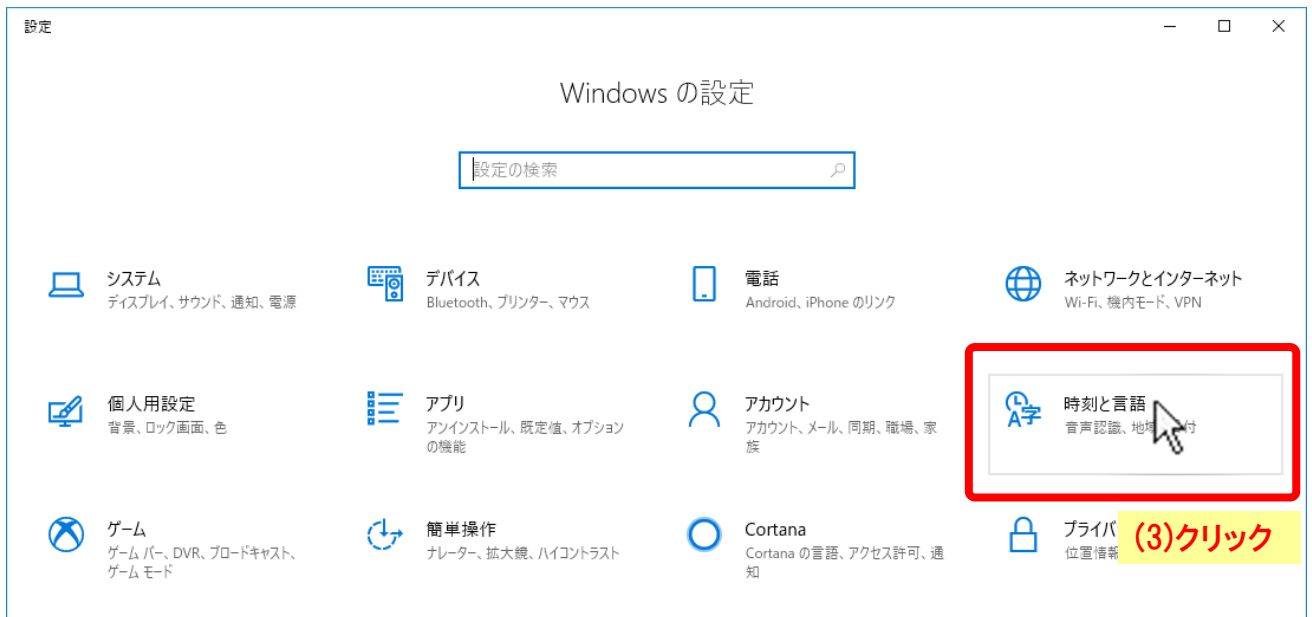 設定
Windows の設定
設定の検索
システム
ディスプレイ、サウンド、通知、電源
デバイス
Bluetooth、プリンター、マウス
電話
Android、iPhone のリンク
ネットワークとインターネット
Wi-Fi、機内モード、VPN
個人用設定
背景、ロック画面、色
アプリ
アンインストール、既定値、オプション
の機能
アカウント
アカウント、メール、同期、職場、家
族
時刻と言語
音声認識、地 付
ゲーム
ゲーム バー、DVR、ブロードキャスト、
ゲーム モード
簡単操作
ナレーター、拡大鏡、ハイコントラスト
Cortana
Cortana の言語、アクセス許可、通
知
プライバ
位置情報
(3)クリック